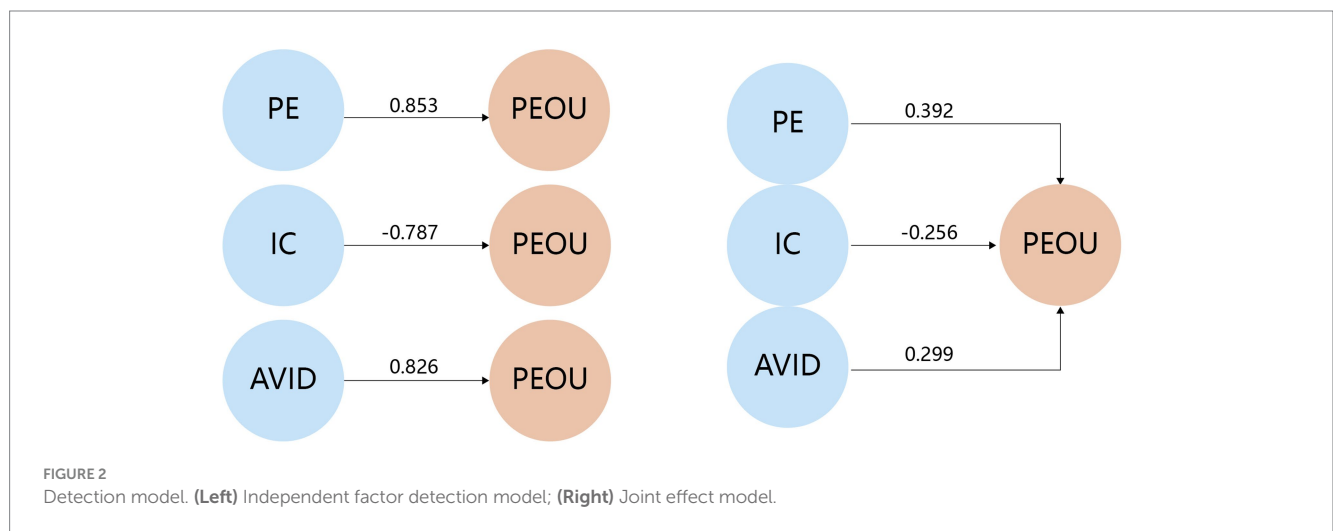 PE
0.853
PEOU
IC
-0.787
PEOU
AVID
0.826
PEOU
PE
0.392
IC
-0.256
PEOU
AVID
0.299
FIGURE 2
Detection model. (Left) Independent factor detection model; (Right) Joint effect model.